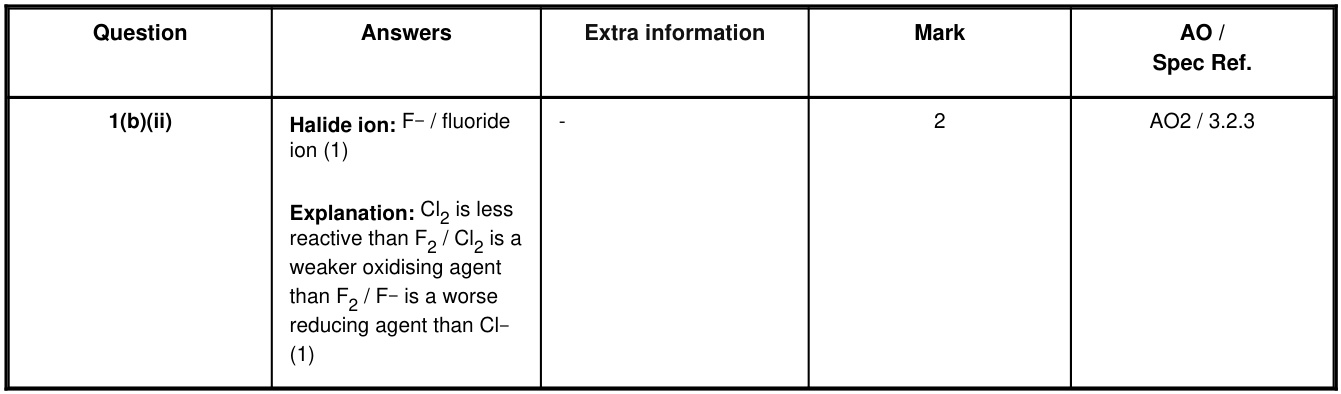 Question Answers Extra information Mark AO /
Spec Ref.
1(b)(ii) Halide ion: F– / fluoride - 2 AO2 / 3.2.3
ion (1)
Explanation: Cl2 is less
reactive than F2 / Cl2 is a
weaker oxidising agent
than F2 / F– is a worse
reducing agent than Cl–
(1)